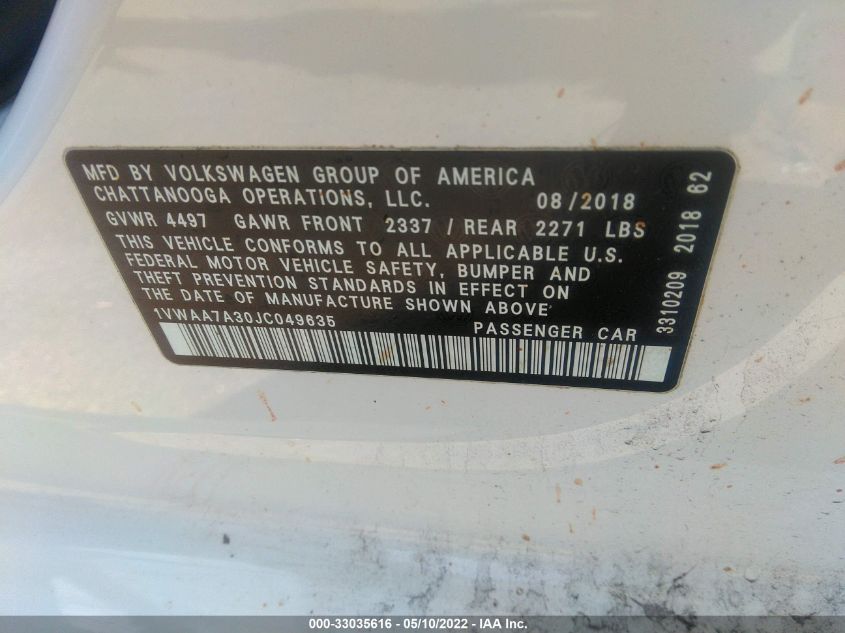 MFD BY VOLKSWAGEN GROUP OF AMERICA
CHATTANOOGA OPERATIONS, LLC. 08/2018
GVWR 4497 GAWR FRONT 2337 / REAR 2271 LBS
THIS VEHICLE CONFORMS TO ALL APPLICABLE U.S.
FEDERAL MOTOR VEHICLE SAFETY, BUMPER AND
THEFT PREVENTION STANDARDS IN EFFECT ON
THE DATE OF MANUFACTURE SHOWN ABOVE
1VWAA7A30JC049635 PASSENGER CAR
3310209 2018 62
000-33035616 - 05/10/2022 - IAA Inc.